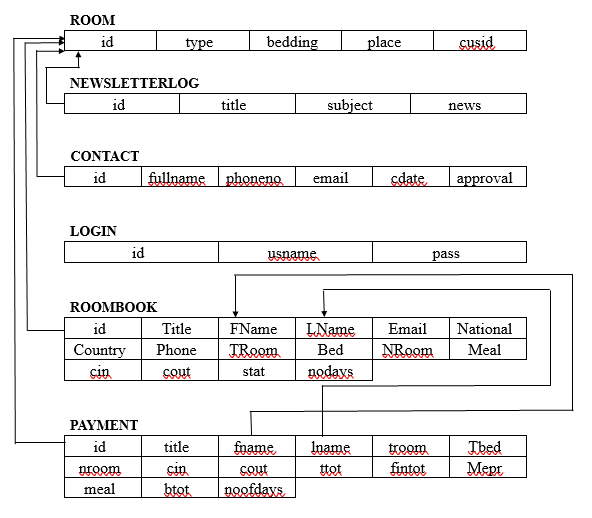 ROOM
id type bedding place cusid
NEWSLETTERLOG
id title subject news
CONTACT
id fullname phoneno email cdate approval
LOGIN
id usname pass
ROOMBOOK
id Title FName LName Email National
Country Phone TRoom Bed NRoom Meal
cin cout stat nodays
PAYMENT
id title fname lname troom Tbed
nroom cin cout ttot fintot Mepr
meal btot noofdays